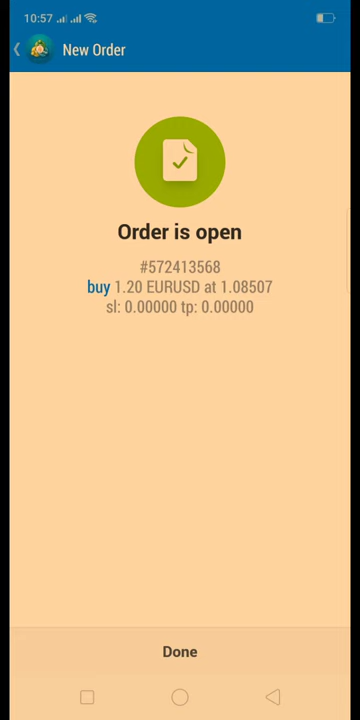 10:57
New Order
Order is open
#572413568
buy 1.20 EURUSD at 1.08507
sl: 0.00000 tp: 0.00000
Done